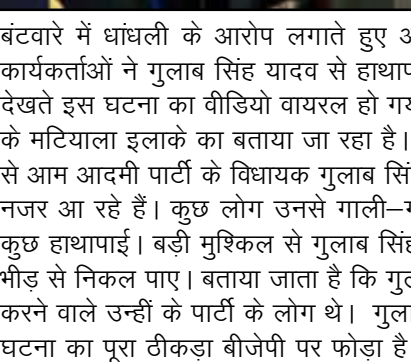 बंटवारे में धांधली के आरोप लगाते हुए
कार्यकर्ताओं ने गुलाब सिंह यादव से हाथाप
देखते इस घटना का वीडियो वायरल हो गय
के मटियाला इलाके का बताया जा रहा है।
से आम आदमी पार्टी के विधायक गुलाब सिं
नजर आ रहे हैं। कुछ लोग उनसे गाली–ग
कुछ हाथापाई। बड़ी मुश्किल से गुलाब सिंह
भीड़ से निकल पाए। बताया जाता है कि गुल
करने वाले उन्हीं के पार्टी के लोग थे। गुला
घटना का पूरा ठीकड़ा बीजेपी पर फोड़ा है